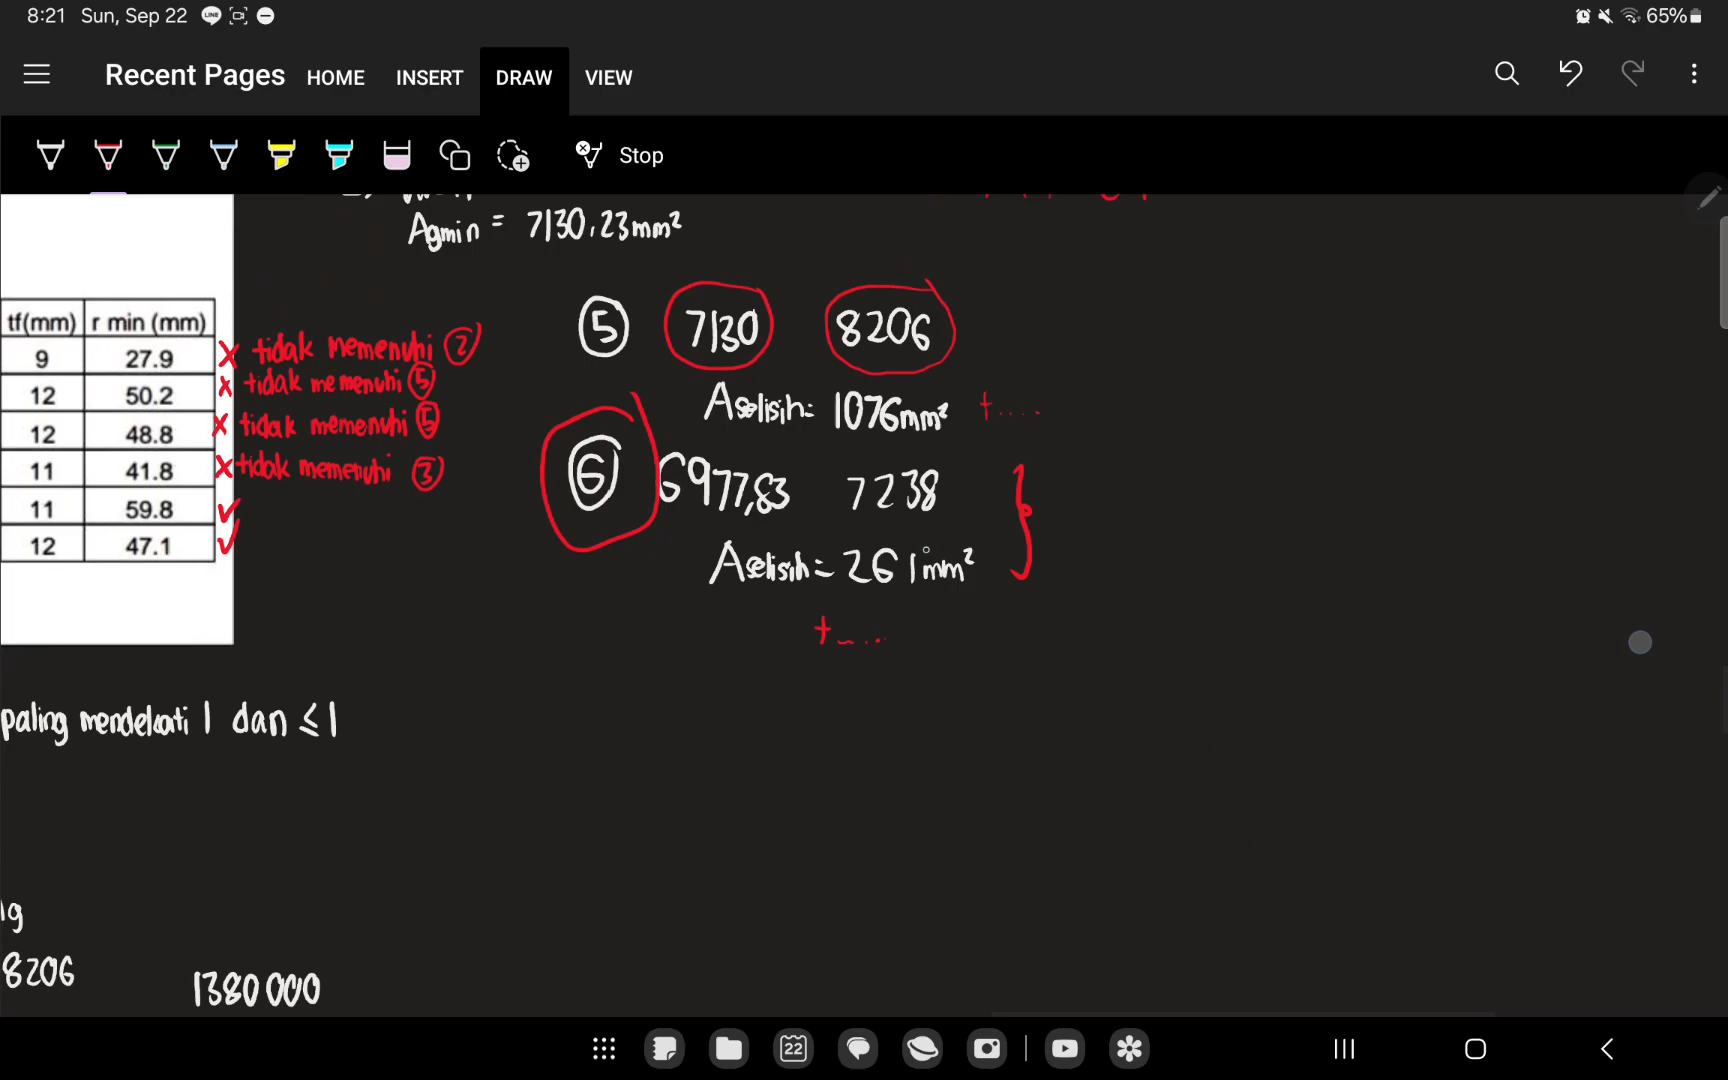 8:21 Sun, Sep 22
65%
Recent Pages HOME INSERT DRAW VIEW
Stop
Agmin = 7130,23mm²
tf(mm) r min (mm)
9 27.9 x tidak memenuhi ②
12 50.2 x tidak memenuhi ⑤
12 48.8 x tidak memenuhi ⑤
11 41.8 x tidak memenuhi ③
11 59.8 ✓
12 47.1 ✓
⑤ 7130 8206
Aselisih = 1076mm² +....
⑥ 6977,83 7238
Aselisih = 261mm²
+....
paling mendekati 1 dan ≤ 1
8206 1380000
22